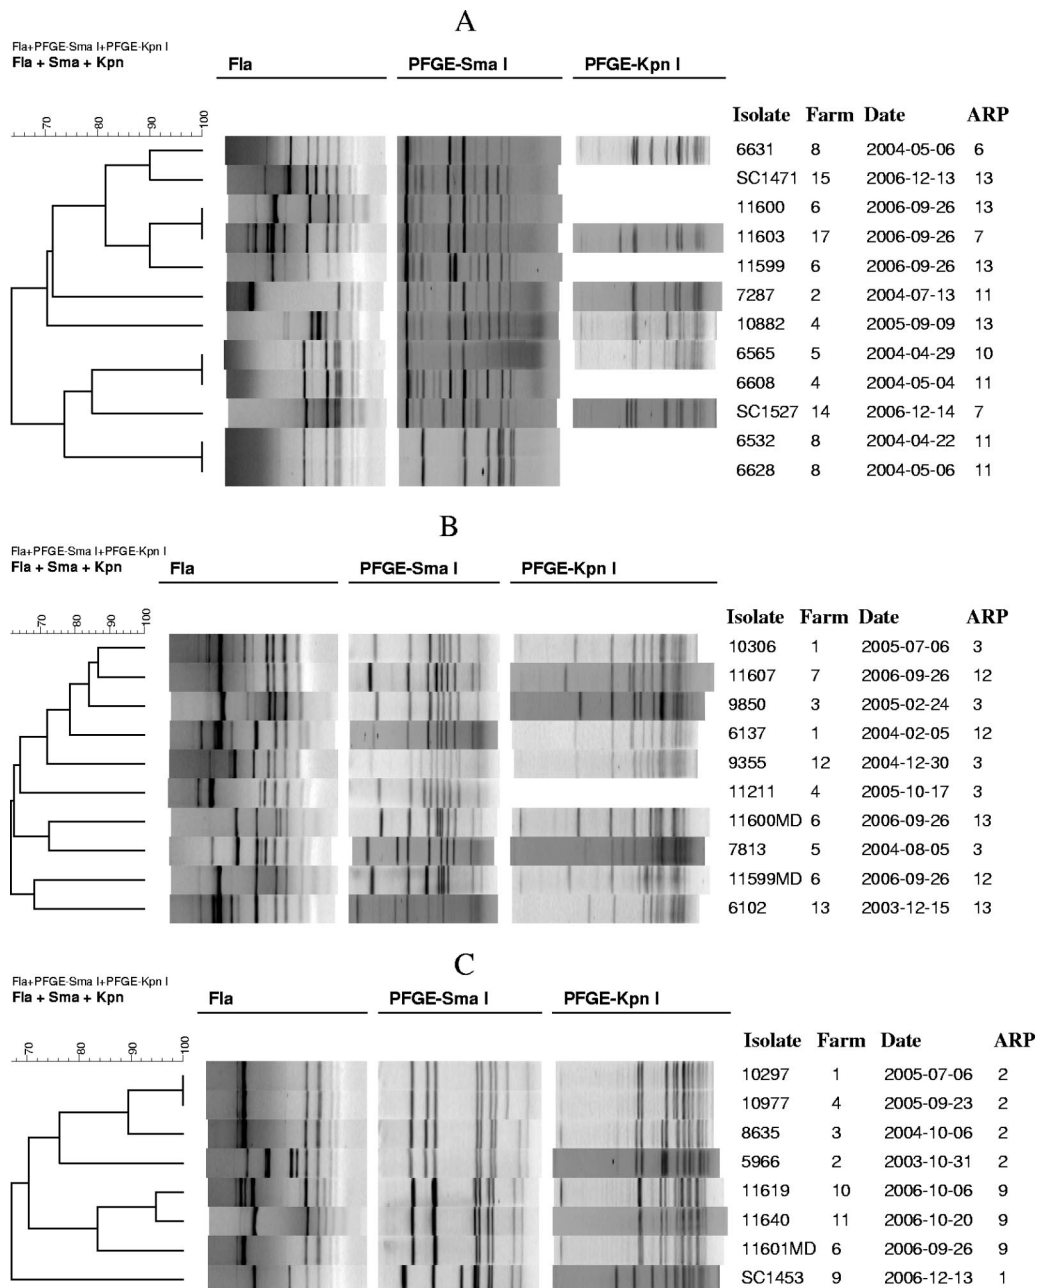 A
Fla+PFGE-Sma I+PFGE-Kpn I
Fla + Sma + Kpn Fla PFGE-Sma I PFGE-Kpn I
70 80 90 100
Isolate Farm Date ARP
6631 8 2004-05-06 6
SC1471 15 2006-12-13 13
11600 6 2006-09-26 13
11603 17 2006-09-26 7
11599 6 2006-09-26 13
7287 2 2004-07-13 11
10882 4 2005-09-09 13
6565 5 2004-04-29 10
6608 4 2004-05-04 11
SC1527 14 2006-12-14 7
6532 8 2004-04-22 11
6628 8 2004-05-06 11
B
Fla+PFGE-Sma I+PFGE-Kpn I
Fla + Sma + Kpn Fla PFGE-Sma I PFGE-Kpn I
70 80 90 100
Isolate Farm Date ARP
10306 1 2005-07-06 3
11607 7 2006-09-26 12
9850 3 2005-02-24 3
6137 1 2004-02-05 12
9355 12 2004-12-30 3
11211 4 2005-10-17 3
11600MD 6 2006-09-26 13
7813 5 2004-08-05 3
11599MD 6 2006-09-26 12
6102 13 2003-12-15 13
C
Fla+PFGE-Sma I+PFGE-Kpn I
Fla + Sma + Kpn Fla PFGE-Sma I PFGE-Kpn I
70 80 90 100
Isolate Farm Date ARP
10297 1 2005-07-06 2
10977 4 2005-09-23 2
8635 3 2004-10-06 2
5966 2 2003-10-31 2
11619 10 2006-10-06 9
11640 11 2006-10-20 9
11601MD 6 2006-09-26 9
SC1453 9 2006-12-13 1